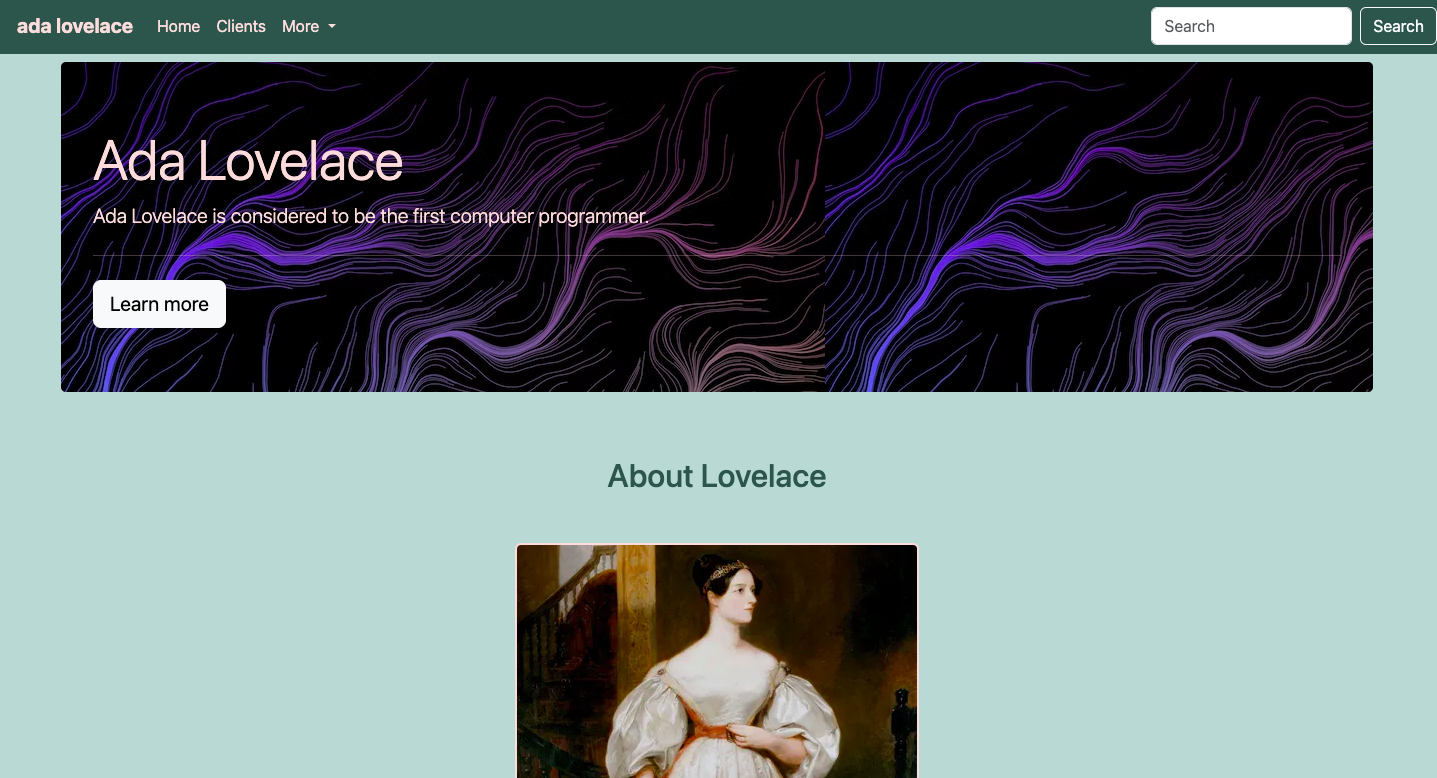 ada lovelace Home Clients More Search Search
Ada Lovelace
Ada Lovelace is considered to be the first computer programmer.
Learn more
About Lovelace